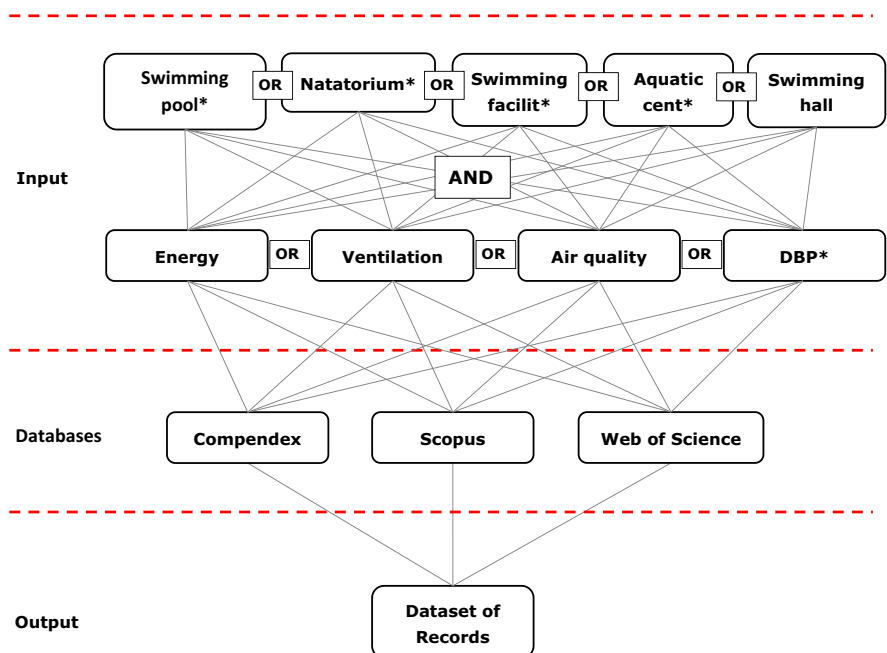 Swimming pool*
OR
Natatorium*
OR
Swimming facilit*
OR
Aquatic cent*
OR
Swimming hall
Input
AND
Energy
OR
Ventilation
OR
Air quality
OR
DBP*
Databases
Compendex
Scopus
Web of Science
Output
Dataset of
Records